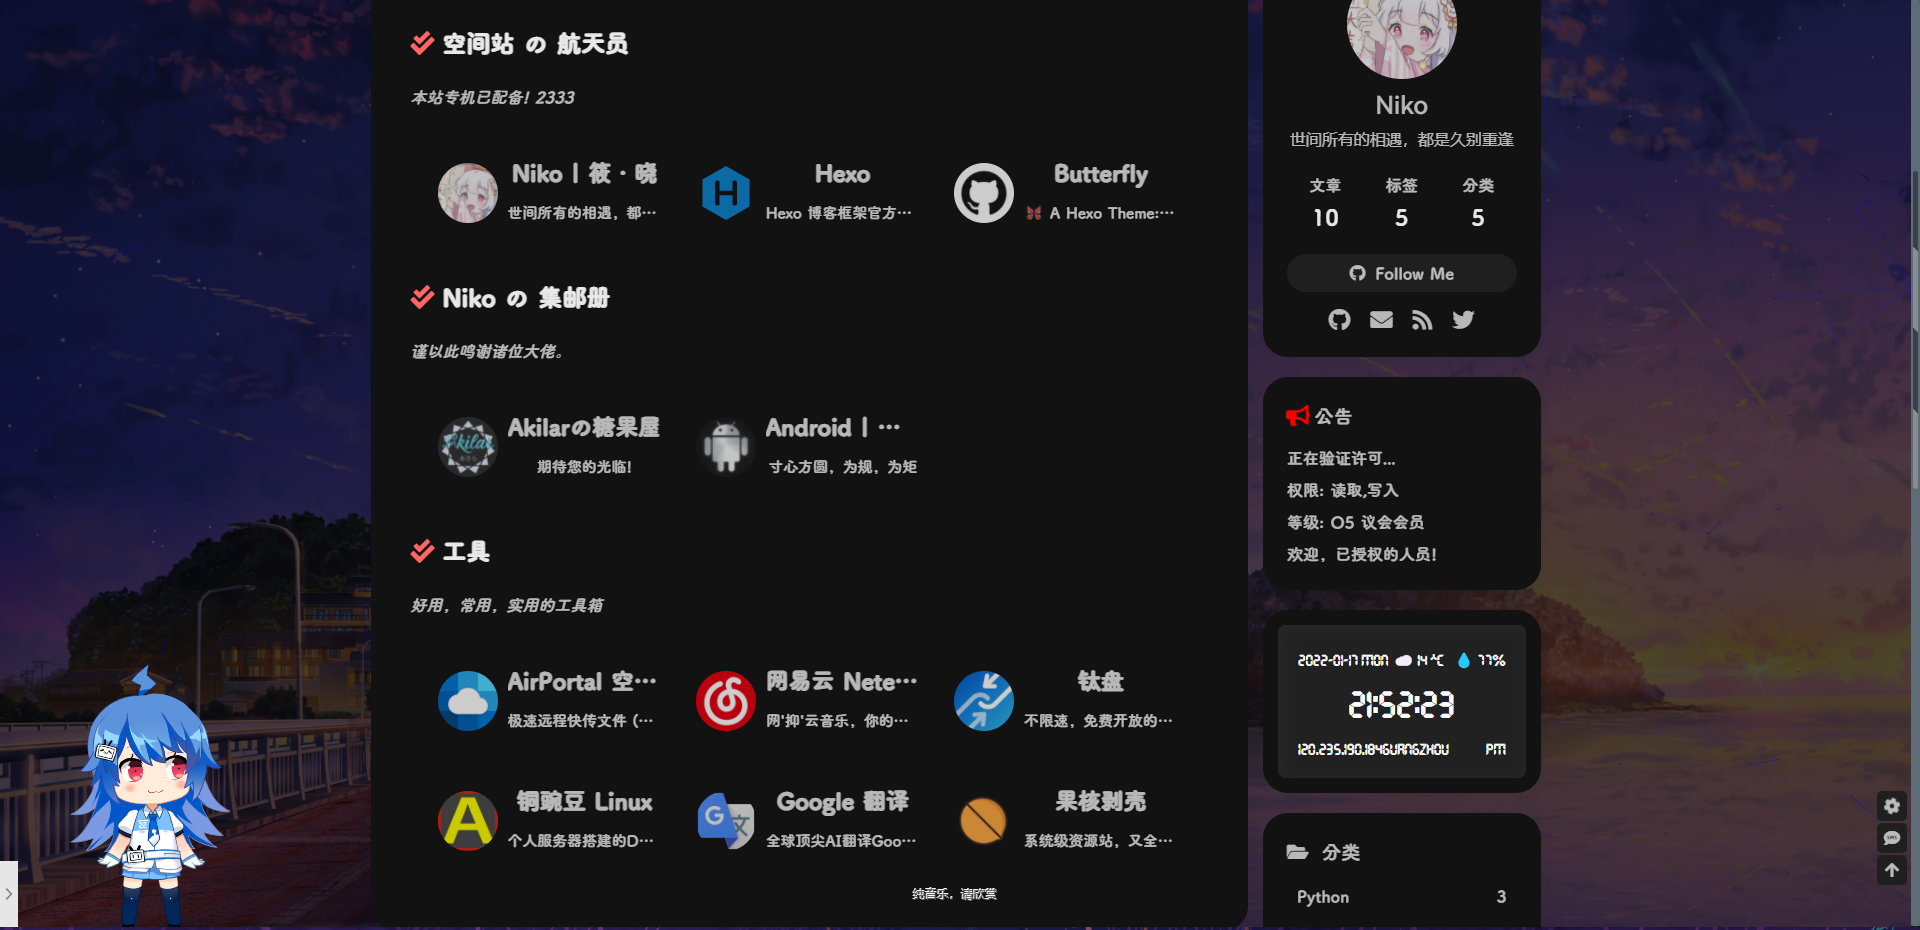 空间站 の 航天员
本站专机已配备! 2333
Niko | 筱・晓
世间所有的相遇，都…
Hexo
Hexo 博客框架官方…
Butterfly
A Hexo Theme:…
Niko の 集邮册
谨以此鸣谢诸位大佬。
Akilarの糖果屋
期待您的光临!
Android | …
寸心方圆，为规，为矩
工具
好用，常用，实用的工具箱
AirPortal 空…
极速远程快传文件 (…
网易云 Nete…
网'抑'云音乐，你的…
钛盘
不限速，免费开放的…
铜豌豆 Linux
个人服务器搭建的D…
Google 翻译
全球顶尖AI翻译Goo…
果核剥壳
系统级资源站，又全…
纯音乐，请欣赏
Niko
世间所有的相遇，都是久别重逢
文章 标签 分类
10 5 5
Follow Me
公告
正在验证许可...
权限: 读取,写入
等级: O5 议会会员
欢迎，已授权的人员!
2022-01-17 MON 14 ℃ 77%
21:52:23
120.235.190.184GUANGZHOU PM
分类
Python 3